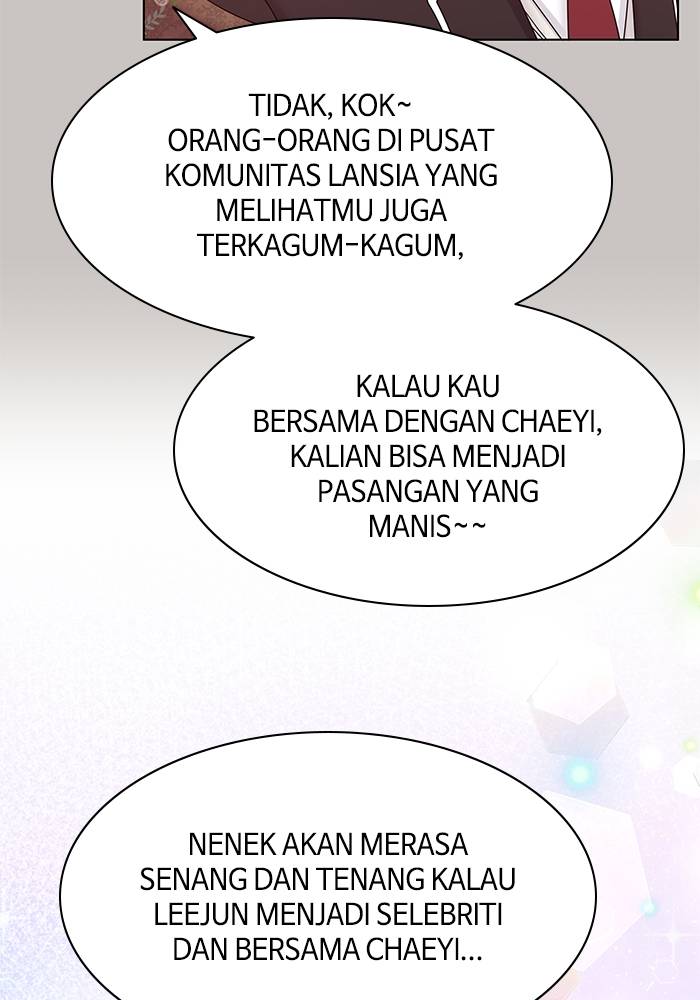 TIDAK, KOK~
ORANG-ORANG DI PUSAT
KOMUNITAS LANSIA YANG
MELIHATMU JUGA
TERKAGUM-KAGUM,
KALAU KAU
BERSAMA DENGAN CHAEYI,
KALIAN BISA MENJADI
PASANGAN YANG
MANIS~~
NENEK AKAN MERASA
SENANG DAN TENANG KALAU
LEEJUN MENJADI SELEBRITI
DAN BERSAMA CHAEYI...